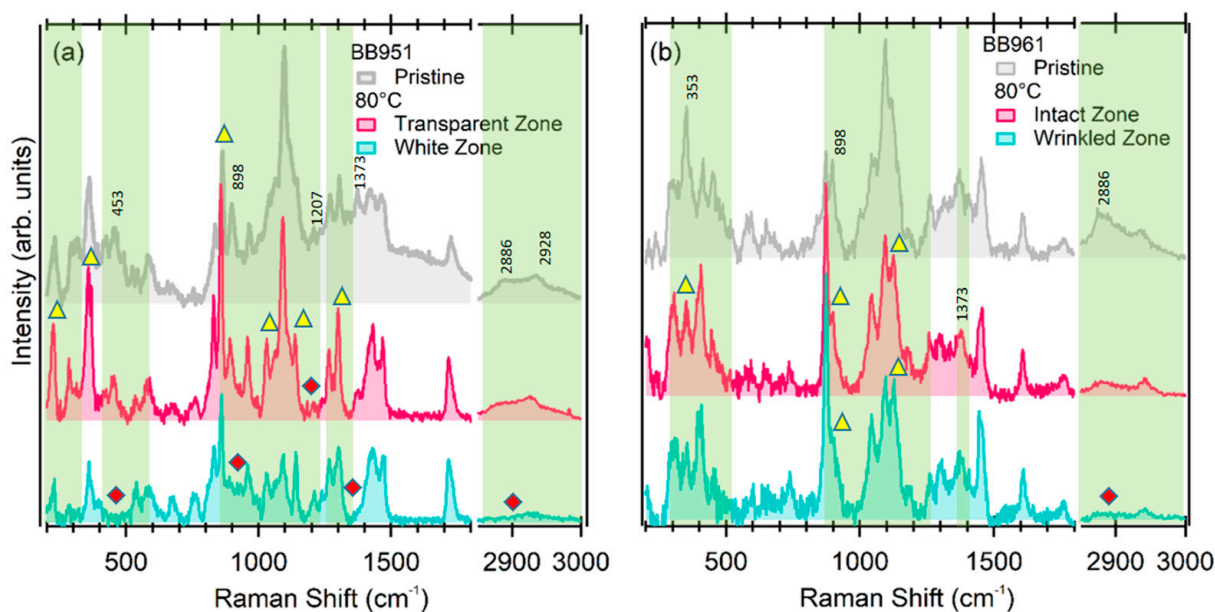 (a)
BB951
Pristine
80°C
Transparent Zone
White Zone
453
898
1207
1373
2886
2928
Intensity (arb. units)
500
1000
1500
2900
3000
Raman Shift (cm-1)
(b)
BB961
Pristine
80°C
Intact Zone
Wrinkled Zone
353
898
2886
1373
500
1000
1500
2900
3000
Raman Shift (cm-1)